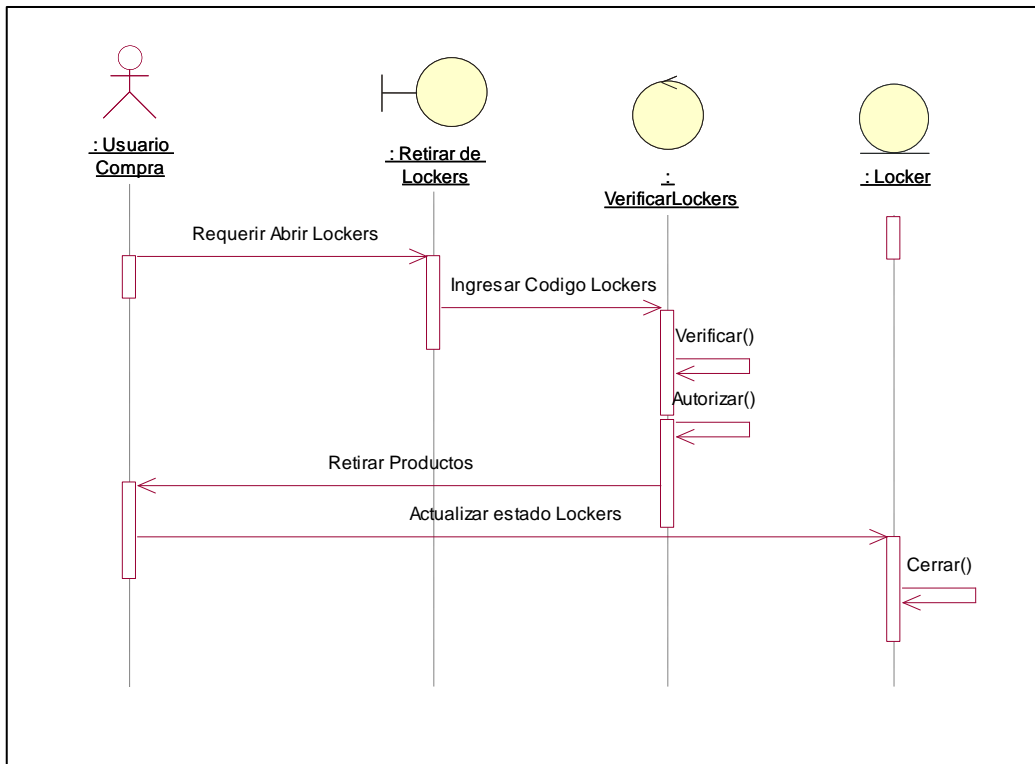 : Usuario
Compra
: Retirar de
Lockers
:
VerificarLockers
: Locker
Requerir Abrir Lockers
Ingresar Codigo Lockers
Verificar()
Autorizar()
Retirar Productos
Actualizar estado Lockers
Cerrar()